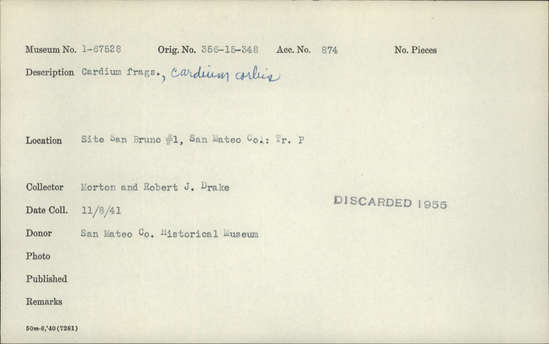 Museum No. 1-67528 Orig. No. 356-15-348 Acc. No. 874 No. Pieces
Description Cardium frags., cardium corbis
Location Site San Bruno #1, San Mateo Co.: Tr. P
Collector Morton and Robert J. Drake
DISCARDED 1955
Date Coll. 11/8/41
Donor San Mateo Co. Historical Museum
Photo
Published
Remarks
50m-8,'40(7281)